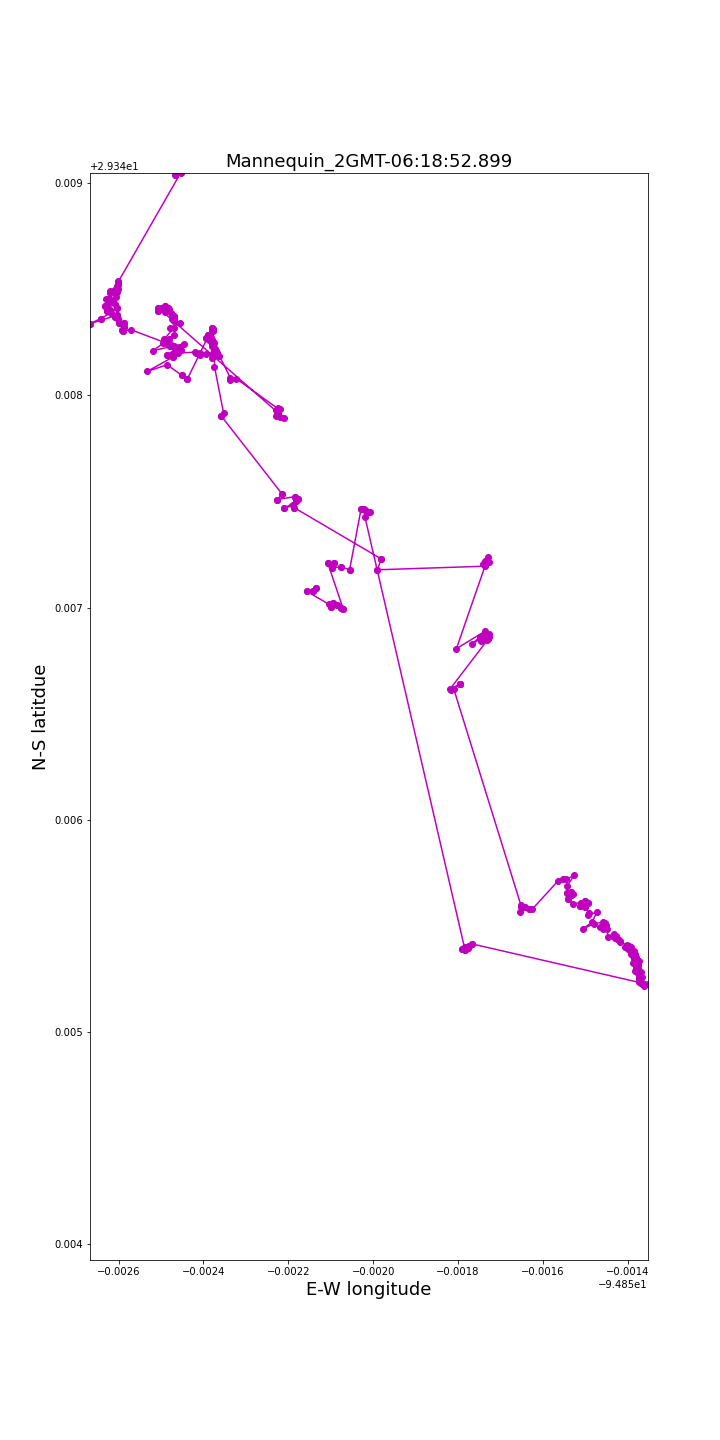 Mannequin_2GMT-06:18:52.899
+2.934e1
0.009
0.008
0.007
0.006
0.005
0.004
N-S latitdue
−0.0026 −0.0024 −0.0022 −0.0020 −0.0018 −0.0016 −0.0014
−9.485e1
E-W longitude